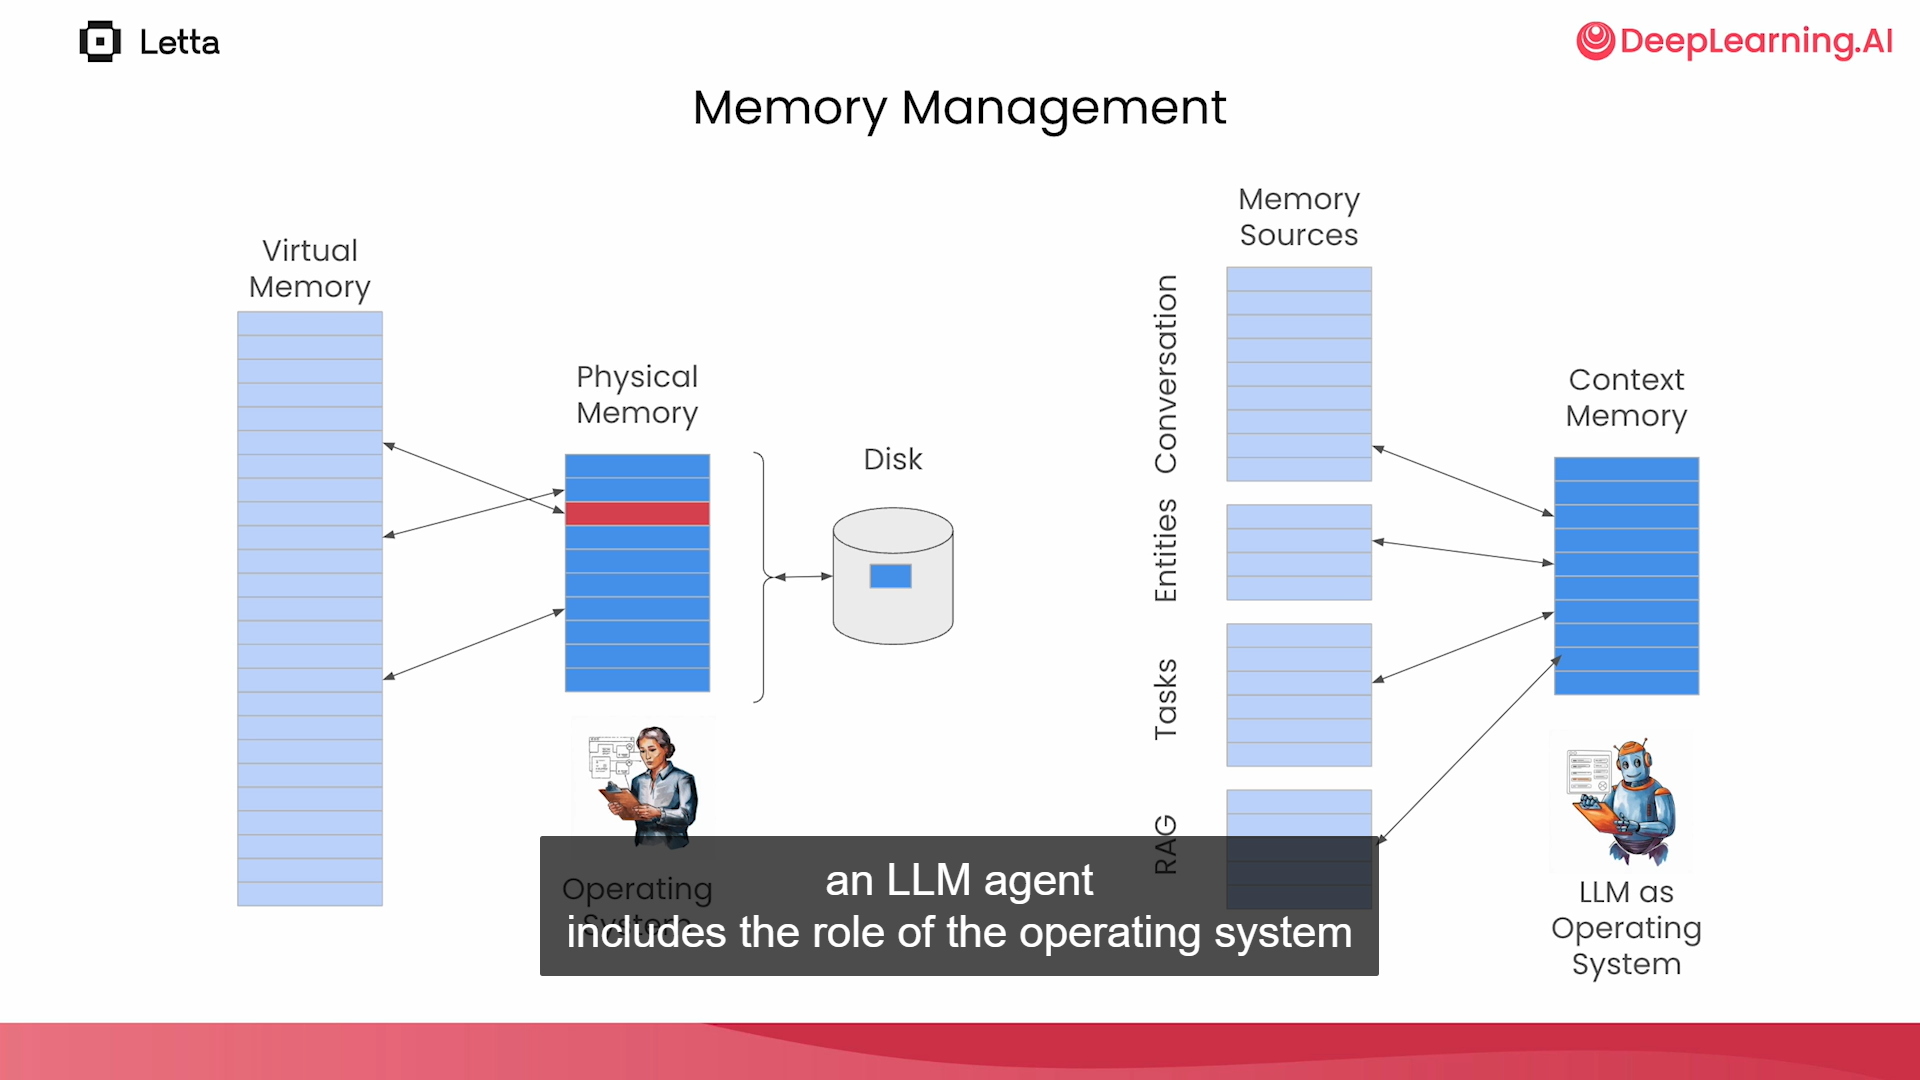 Letta
DeepLearning.AI
Memory Management
Virtual
Memory
Physical
Memory
Disk
Operating
System
Memory
Sources
Conversation
Entities
Tasks
RAG
Context
Memory
LLM as
Operating
System
an LLM agent
includes the role of the operating system